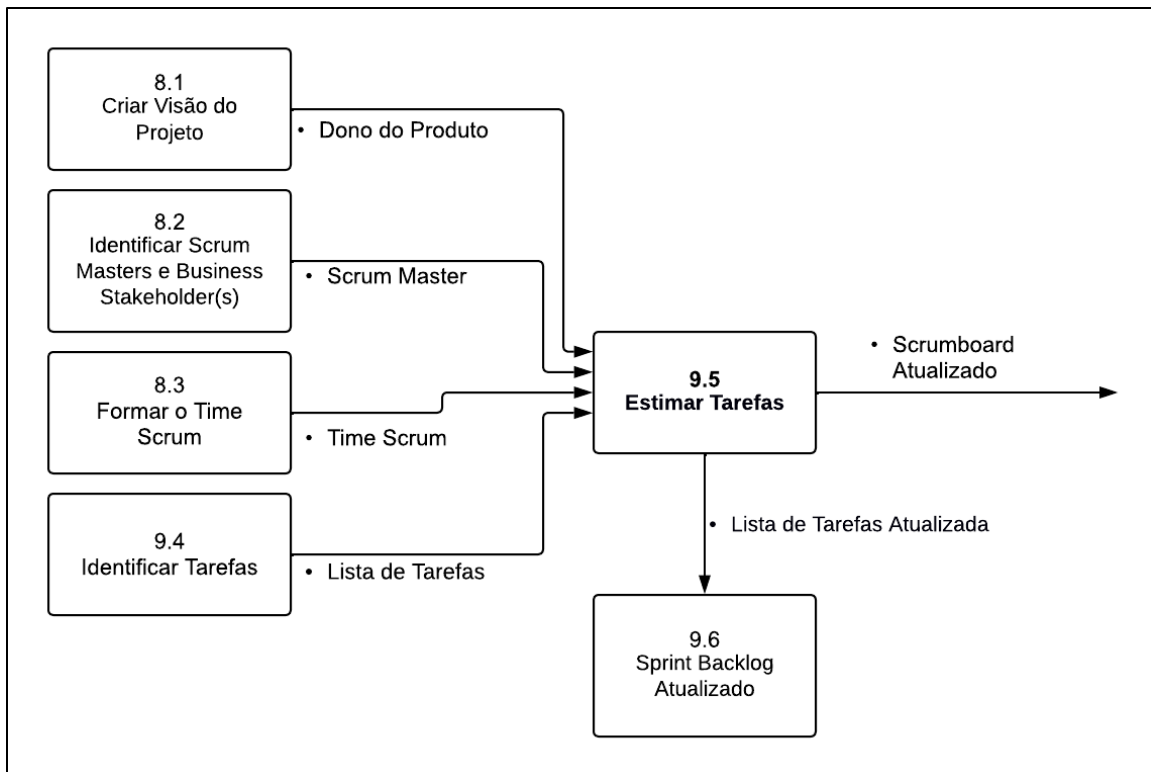 8.1
Criar Visão do
Projeto
• Dono do Produto
8.2
Identificar Scrum
Masters e Business
Stakeholder(s)
• Scrum Master
8.3
Formar o Time
Scrum
• Time Scrum
9.4
Identificar Tarefas
• Lista de Tarefas
9.5
Estimar Tarefas
• Scrumboard
Atualizado
• Lista de Tarefas Atualizada
9.6
Sprint Backlog
Atualizado